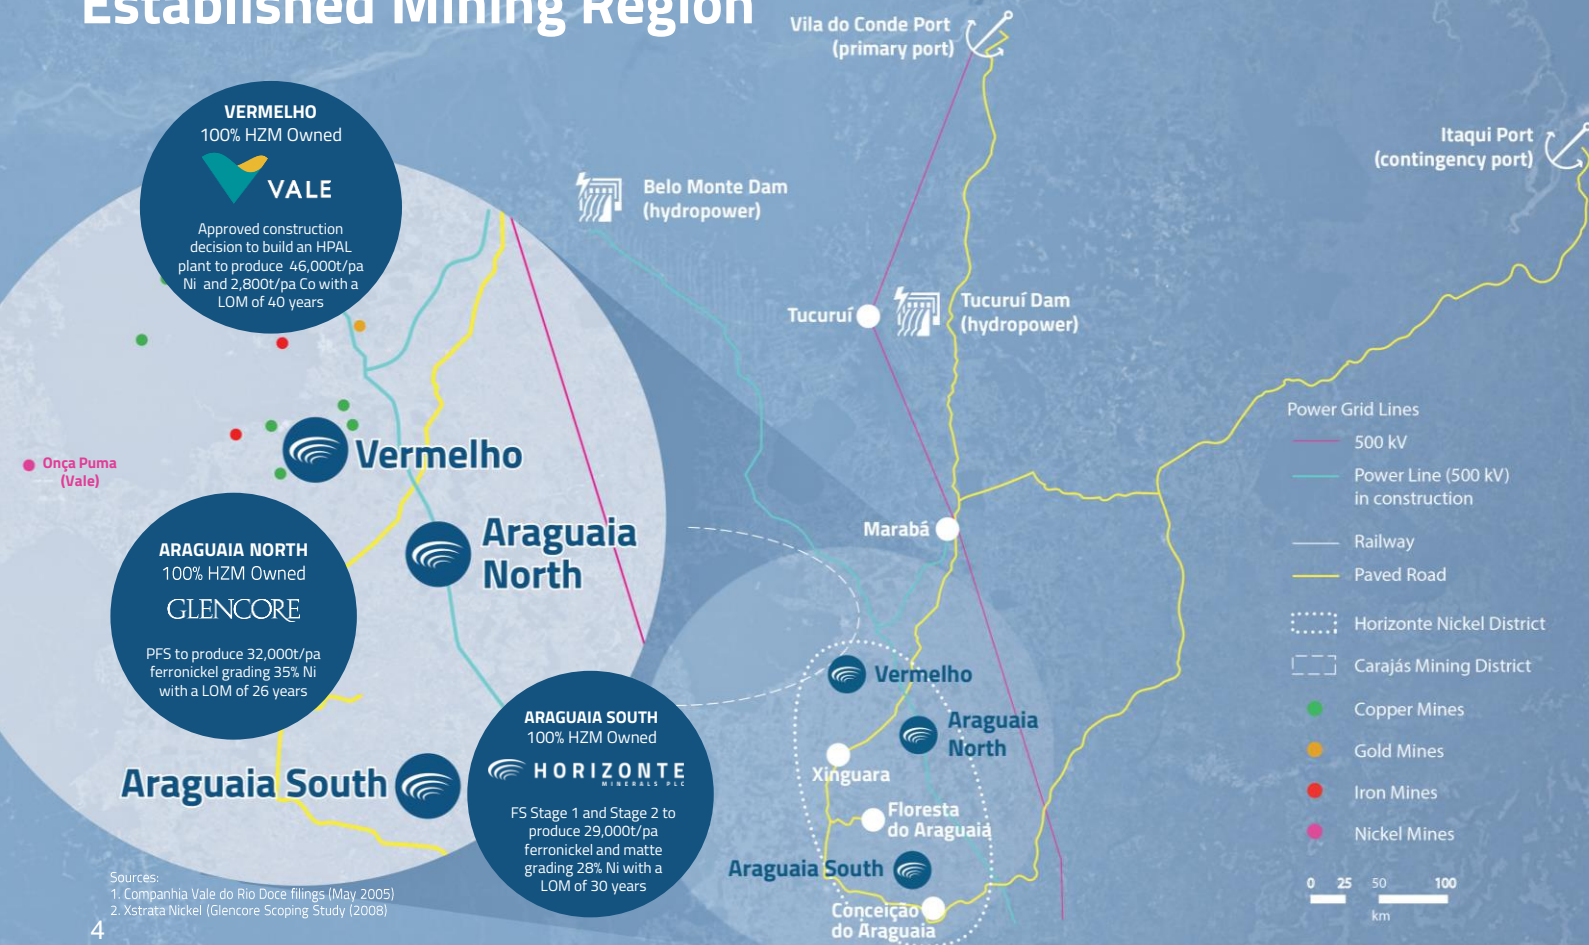 Established Mining Region
Vila do Conde Port
(primary port)
Itaqui Port
(contingency port)
VERMELHO
100% HZM Owned
VALE
Approved construction
decision to build an HPAL
plant to produce 46,000t/pa
Ni and 2,800t/pa Co with a
LOM of 40 years
Belo Monte Dam
(hydropower)
Tucuruí
Tucuruí Dam
(hydropower)
Onça Puma
(Vale)
Vermelho
Araguaia
North
ARAGUAIA NORTH
100% HZM Owned
GLENCORE
PFS to produce 32,000t/pa
ferronickel grading 35% Ni
with a LOM of 26 years
Araguaia South
ARAGUAIA SOUTH
100% HZM Owned
HORIZONTE
MINERALS PLC
FS Stage 1 and Stage 2 to
produce 29,000t/pa
ferronickel and matte
grading 28% Ni with a
LOM of 30 years
Marabá
Vermelho
Araguaia
North
Xinguara
Floresta
do Araguaia
Araguaia South
Conceição
do Araguaia
Power Grid Lines
500 kV
Power Line (500 kV)
in construction
Railway
Paved Road
Horizonte Nickel District
Carajás Mining District
Copper Mines
Gold Mines
Iron Mines
Nickel Mines
0 25 50 100
km
Sources:
1. Companhia Vale do Rio Doce filings (May 2005)
2. Xstrata Nickel (Glencore Scoping Study (2008)
4